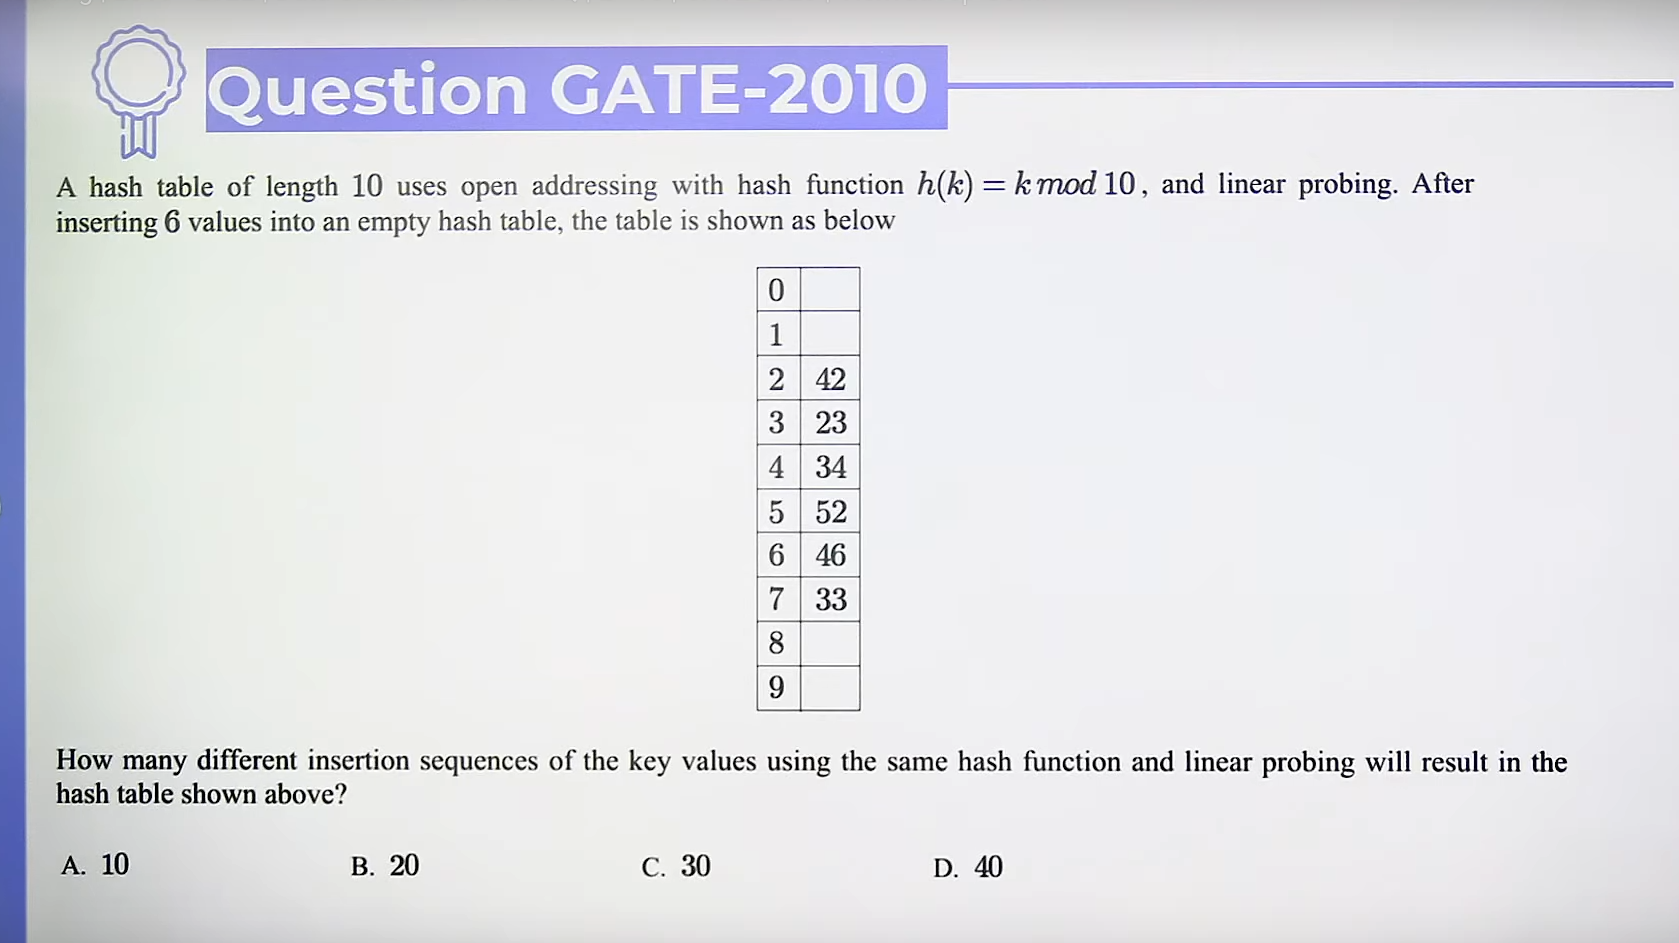 Question GATE-2010
A hash table of length 10 uses open addressing with hash function h(k) = k mod 10, and linear probing. After
inserting 6 values into an empty hash table, the table is shown as below
0
1
2 42
3 23
4 34
5 52
6 46
7 33
8
9
How many different insertion sequences of the key values using the same hash function and linear probing will result in the
hash table shown above?
A. 10 B. 20 C. 30 D. 40